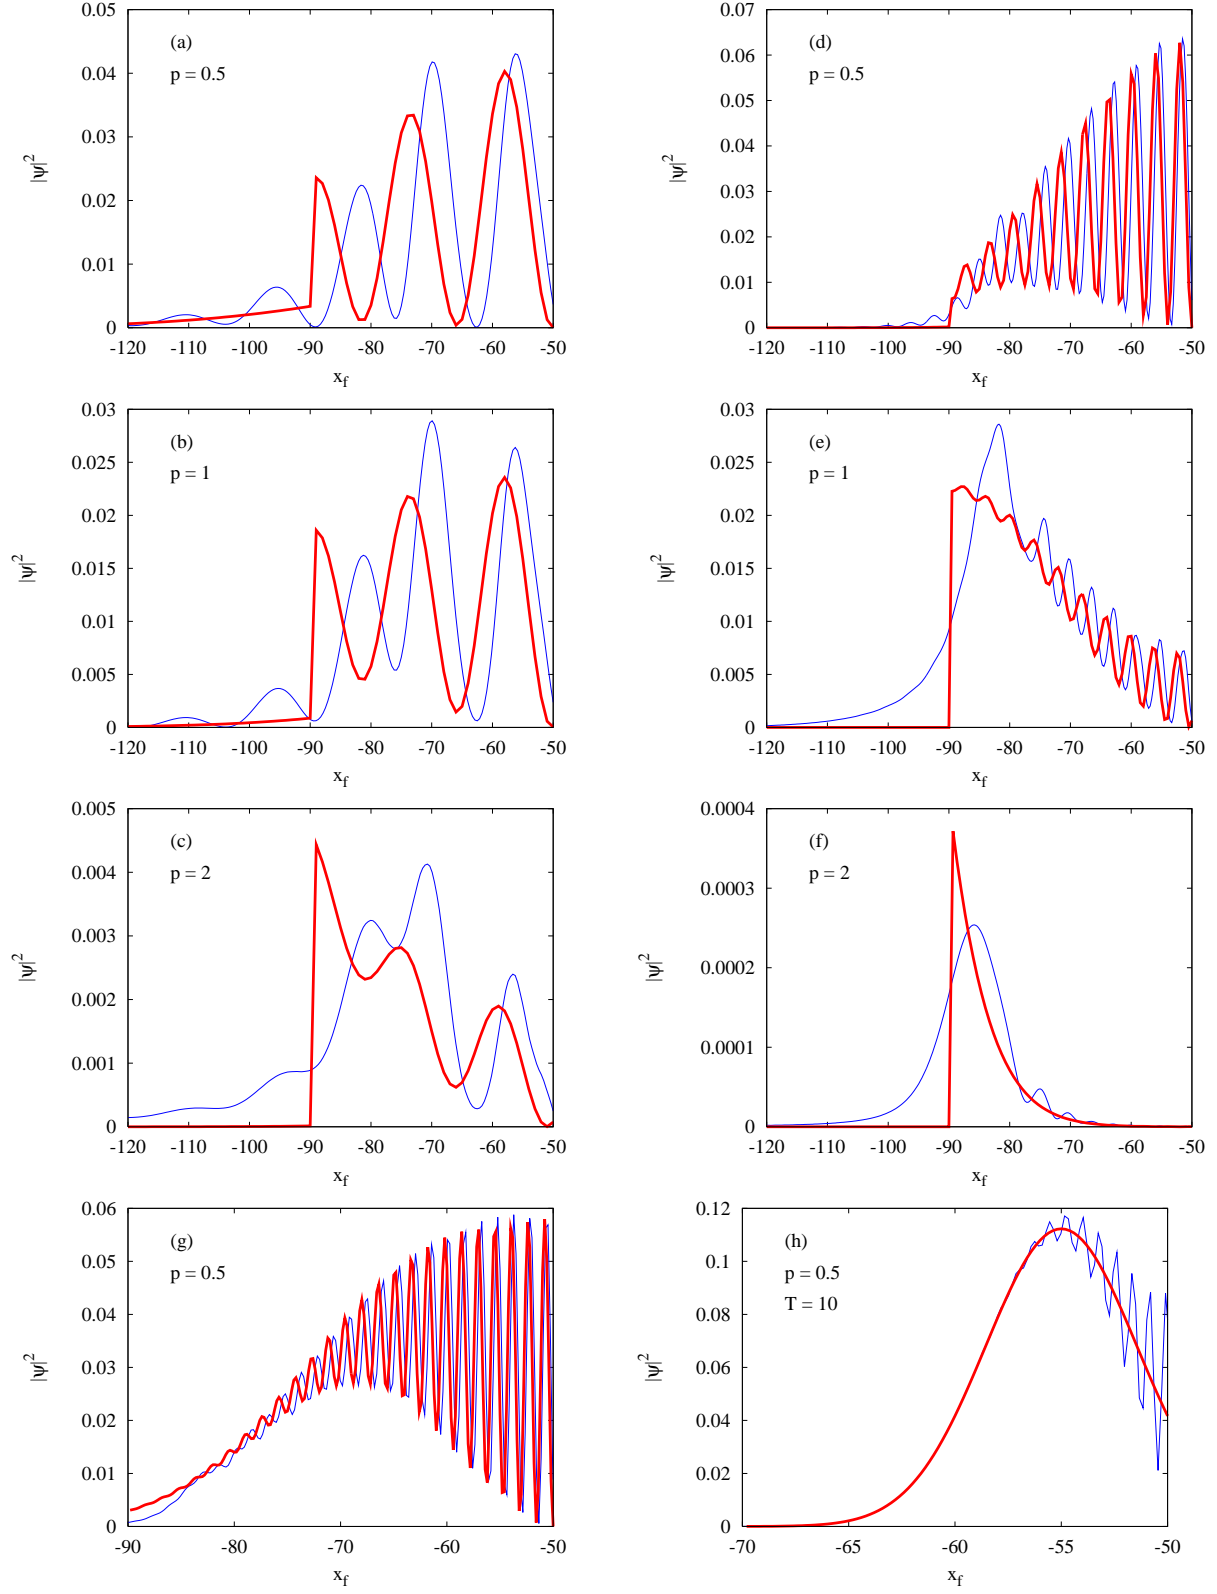 (a)
p = 0.5
|ψ|²
0.05
0.04
0.03
0.02
0.01
0
-120 -110 -100 -90 -80 -70 -60 -50
x_f
(d)
p = 0.5
|ψ|²
0.07
0.06
0.05
0.04
0.03
0.02
0.01
0
-120 -110 -100 -90 -80 -70 -60 -50
x_f
(b)
p = 1
|ψ|²
0.03
0.025
0.02
0.015
0.01
0.005
0
-120 -110 -100 -90 -80 -70 -60 -50
x_f
(e)
p = 1
|ψ|²
0.03
0.025
0.02
0.015
0.01
0.005
0
-120 -110 -100 -90 -80 -70 -60 -50
x_f
(c)
p = 2
|ψ|²
0.005
0.004
0.003
0.002
0.001
0
-120 -110 -100 -90 -80 -70 -60 -50
x_f
(f)
p = 2
|ψ|²
0.0004
0.0003
0.0002
0.0001
0
-120 -110 -100 -90 -80 -70 -60 -50
x_f
(g)
p = 0.5
|ψ|²
0.06
0.05
0.04
0.03
0.02
0.01
0
-90 -80 -70 -60 -50
x_f
(h)
p = 0.5
T = 10
|ψ|²
0.12
0.1
0.08
0.06
0.04
0.02
0
-70 -65 -60 -55 -50
x_f